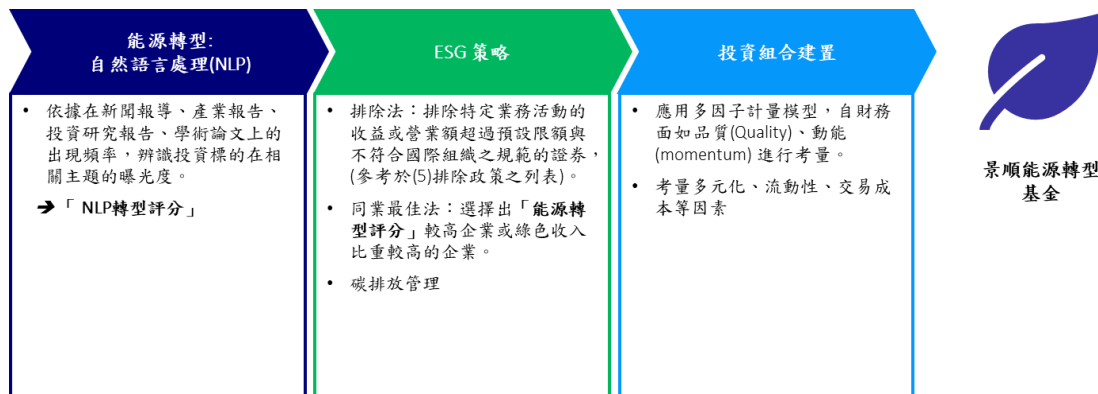 能源轉型:
自然語言處理(NLP)
• 依據在新聞報導、產業報告、
投資研究報告、學術論文上的
出現頻率，辨識投資標的在相
關主題的曝光度。
➔「 NLP轉型評分」
ESG 策略
• 排除法：排除特定業務活動的
收益或營業額超過預設限額與
不符合國際組織之規範的證券，
(參考於(5)排除政策之列表)。
• 同業最佳法：選擇出「能源轉
型評分」較高企業或綠色收入
比重較高的企業。
• 碳排放管理
投資組合建置
• 應用多因子計量模型，自財務
面如品質(Quality)、動能
(momentum) 進行考量。
• 考量多元化、流動性、交易成
本等因素
景順能源轉型
基金